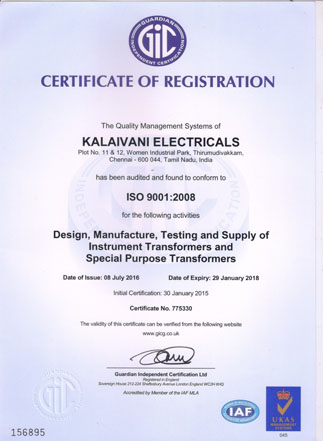 GUARDIAN
GIC
INDEPENDENT CERTIFICATION
CERTIFICATE OF REGISTRATION
The Quality Management Systems of
KALAIVANI ELECTRICALS
Plot No. 11 & 12, Women Industrial Park, Thirumudivakkam,
Chennai - 600 044, Tamil Nadu, India
has been audited and found to conform to
ISO 9001:2008
for the following activities
Design, Manufacture, Testing and Supply of
Instrument Transformers and
Special Purpose Transformers
Date of Issue: 08 July 2016 Date of Expiry: 29 January 2018
Initial Certification: 30 January 2015
Certificate No. 775330
The validity of this certificate can be verified from the following website
www.gicg.co.uk
Guardian Independent Certification Ltd
Registered in England
Sovereign House 212-224 Shaftesbury Avenue London England WC2H 8HQ
Accredited by Member of the IAF MLA
GIC
IAF
UKAS
MANAGEMENT
SYSTEMS
045
156895